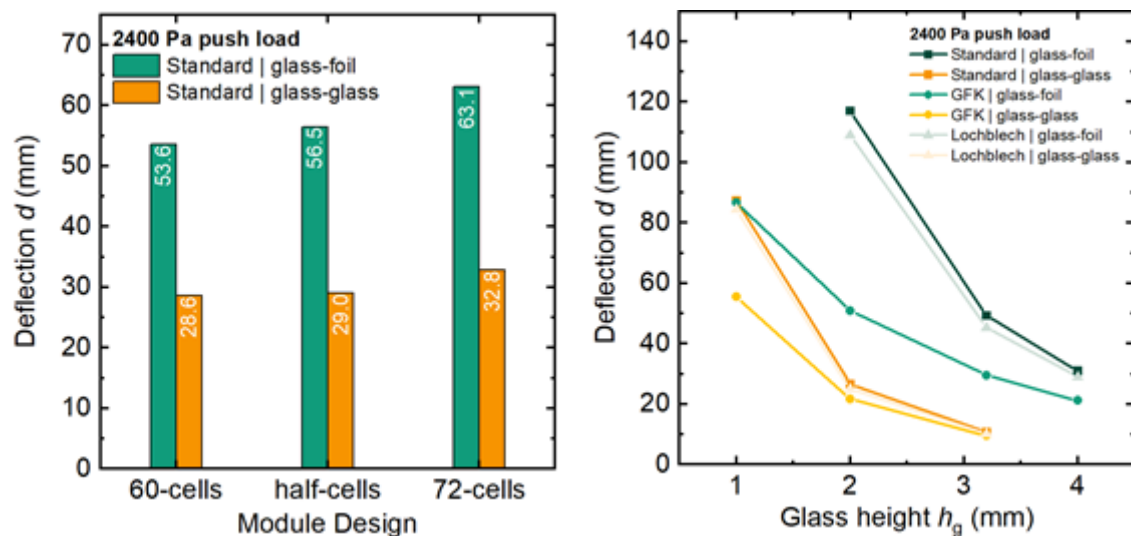 2400 Pa push load
Standard | glass-foil
Standard | glass-glass
70
60
50
40
30
20
10
0
Deflection d (mm)
53.6
28.6
56.5
29.0
63.1
32.8
60-cells
half-cells
72-cells
Module Design
2400 Pa push load
Standard | glass-foil
Standard | glass-glass
GFK | glass-foil
GFK | glass-glass
Lochblech | glass-foil
Lochblech | glass-glass
140
120
100
80
60
40
20
0
Deflection d (mm)
1
2
3
4
Glass height hg (mm)